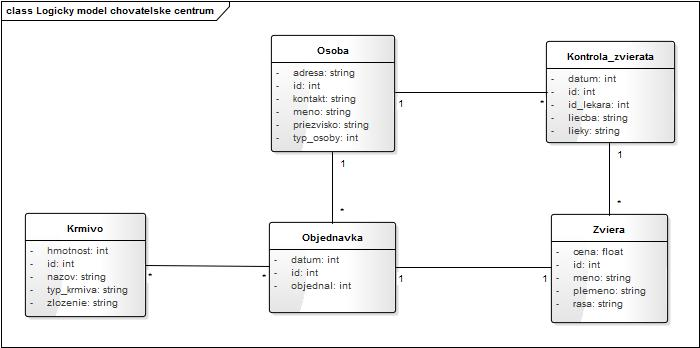 class Logicky model chovatelske centrum
Osoba
- adresa: string
- id: int
- kontakt: string
- meno: string
- priezvisko: string
- typ_osoby: int
1
*
Kontrola_zvierata
- datum: int
- id: int
- id_lekara: int
- liecba: string
- lieky: string
1
*
1
*
Krmivo
- hmotnost: int
- id: int
- nazov: string
- typ_krmiva: string
- zlozenie: string
*
*
Objednavka
- datum: int
- id: int
- objednal: int
1
1
Zviera
- cena: float
- id: int
- meno: string
- plemeno: string
- rasa: string